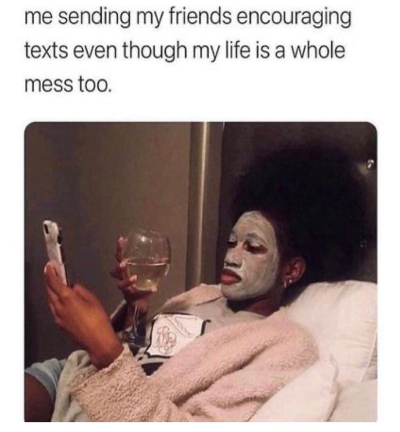 me sending my friends encouraging
texts even though my life is a whole
mess too.